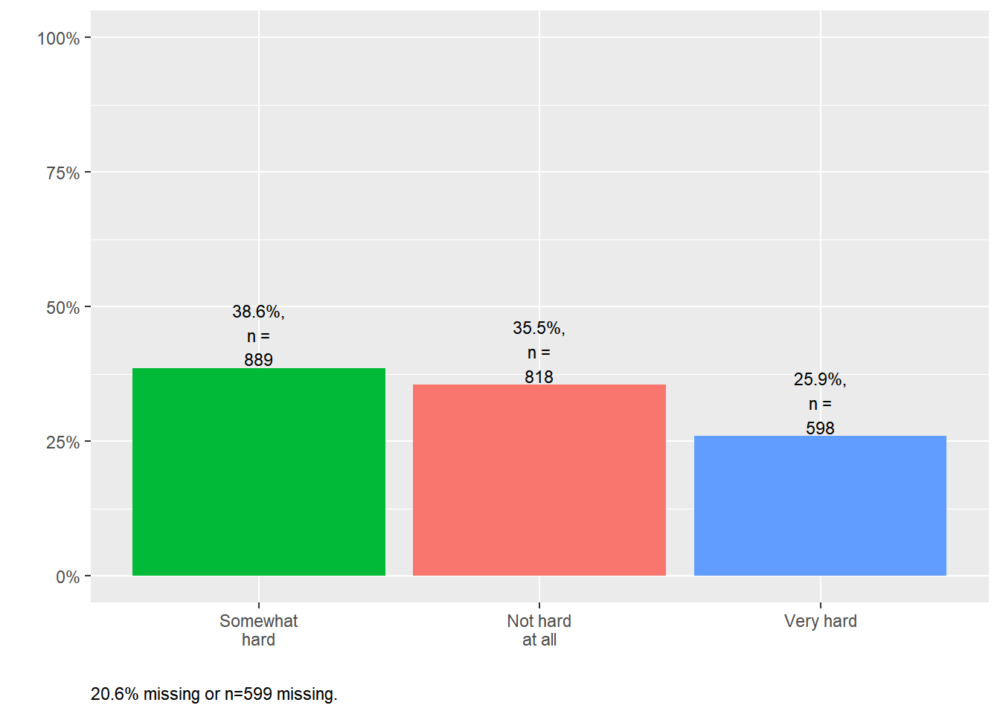 100%
75%
50%
25%
0%
38.6%,
n =
889
35.5%,
n =
818
25.9%,
n =
598
Somewhat
hard
Not hard
at all
Very hard
20.6% missing or n=599 missing.